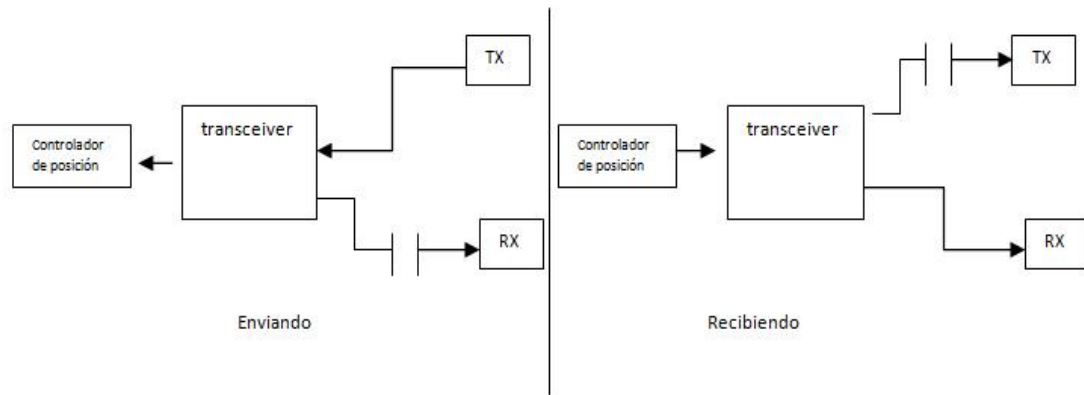 TX
transceiver
Controlador
de posición
RX
Enviando
TX
transceiver
Controlador
de posición
RX
Recibiendo